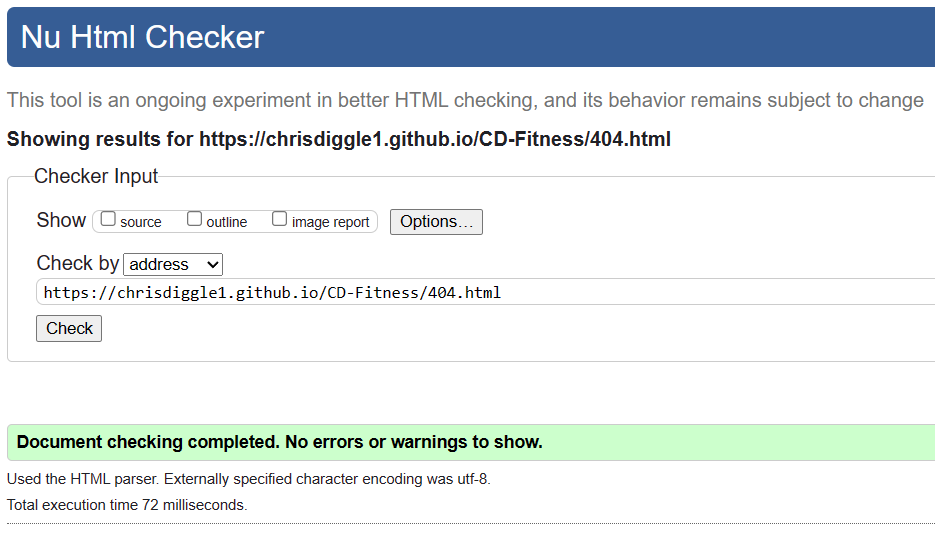 Nu Html Checker
This tool is an ongoing experiment in better HTML checking, and its behavior remains subject to change
Showing results for https://chrisdiggle1.github.io/CD-Fitness/404.html
Checker Input
Show source outline image report Options…
Check by address
https://chrisdiggle1.github.io/CD-Fitness/404.html
Check
Document checking completed. No errors or warnings to show.
Used the HTML parser. Externally specified character encoding was utf-8.
Total execution time 72 milliseconds.